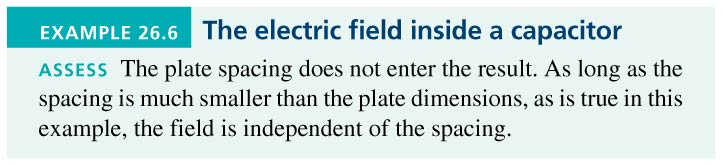 EXAMPLE 26.6 The electric field inside a capacitor
ASSESS The plate spacing does not enter the result. As long as the
spacing is much smaller than the plate dimensions, as is true in this
example, the field is independent of the spacing.